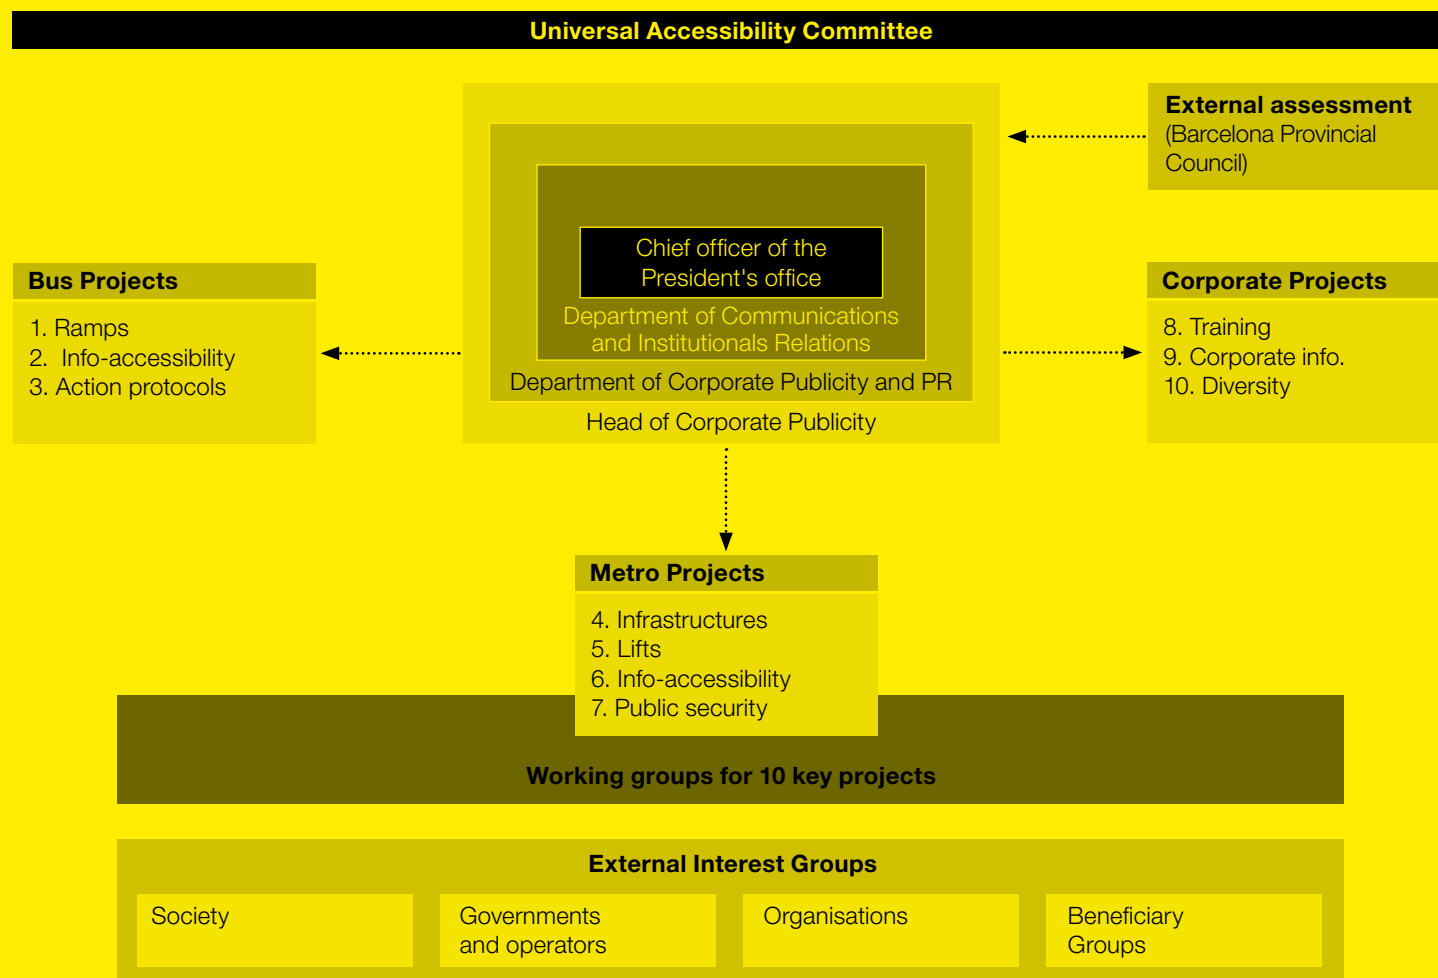 Universal Accessibility Committee
External assessment
(Barcelona Provincial
Council)
Chief officer of the
President's office
Department of Communications
and Institutionals Relations
Department of Corporate Publicity and PR
Head of Corporate Publicity
Bus Projects
1. Ramps
2. Info-accessibility
3. Action protocols
Corporate Projects
8. Training
9. Corporate info.
10. Diversity
Metro Projects
4. Infrastructures
5. Lifts
6. Info-accessibility
7. Public security
Working groups for 10 key projects
External Interest Groups
Society
Governments
and operators
Organisations
Beneficiary
Groups